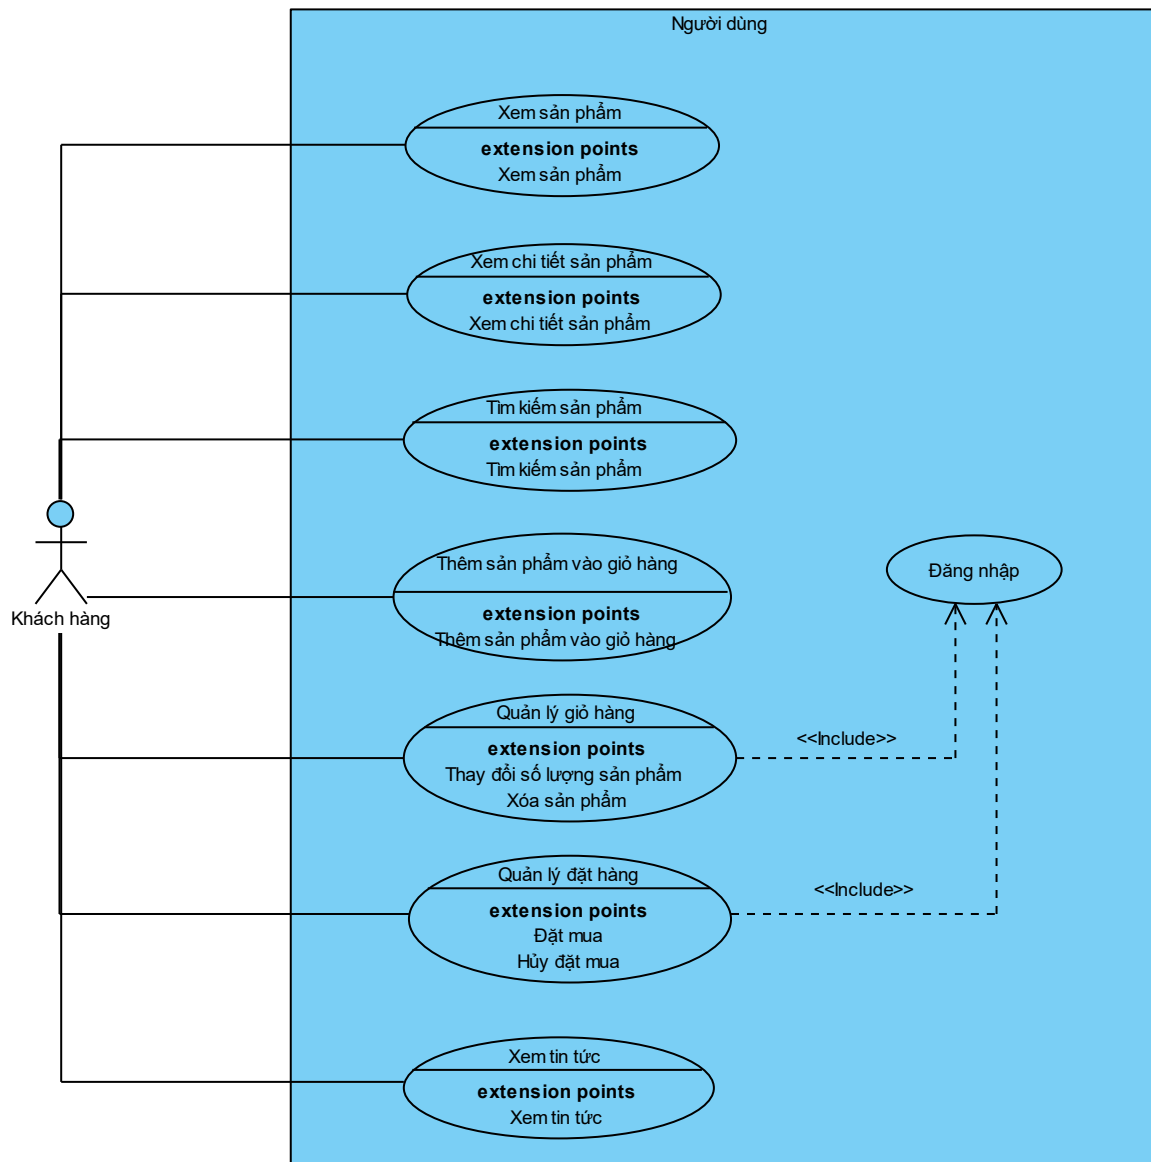 Người dùng
Xem sản phẩm
extension points
Xem sản phẩm
Xem chi tiết sản phẩm
extension points
Xem chi tiết sản phẩm
Tìm kiếm sản phẩm
extension points
Tìm kiếm sản phẩm
Khách hàng
Thêm sản phẩm vào giỏ hàng
extension points
Thêm sản phẩm vào giỏ hàng
Đăng nhập
Quản lý giỏ hàng
extension points
Thay đổi số lượng sản phẩm
Xóa sản phẩm
<<Include>>
Quản lý đặt hàng
extension points
Đặt mua
Hủy đặt mua
<<Include>>
Xem tin tức
extension points
Xem tin tức